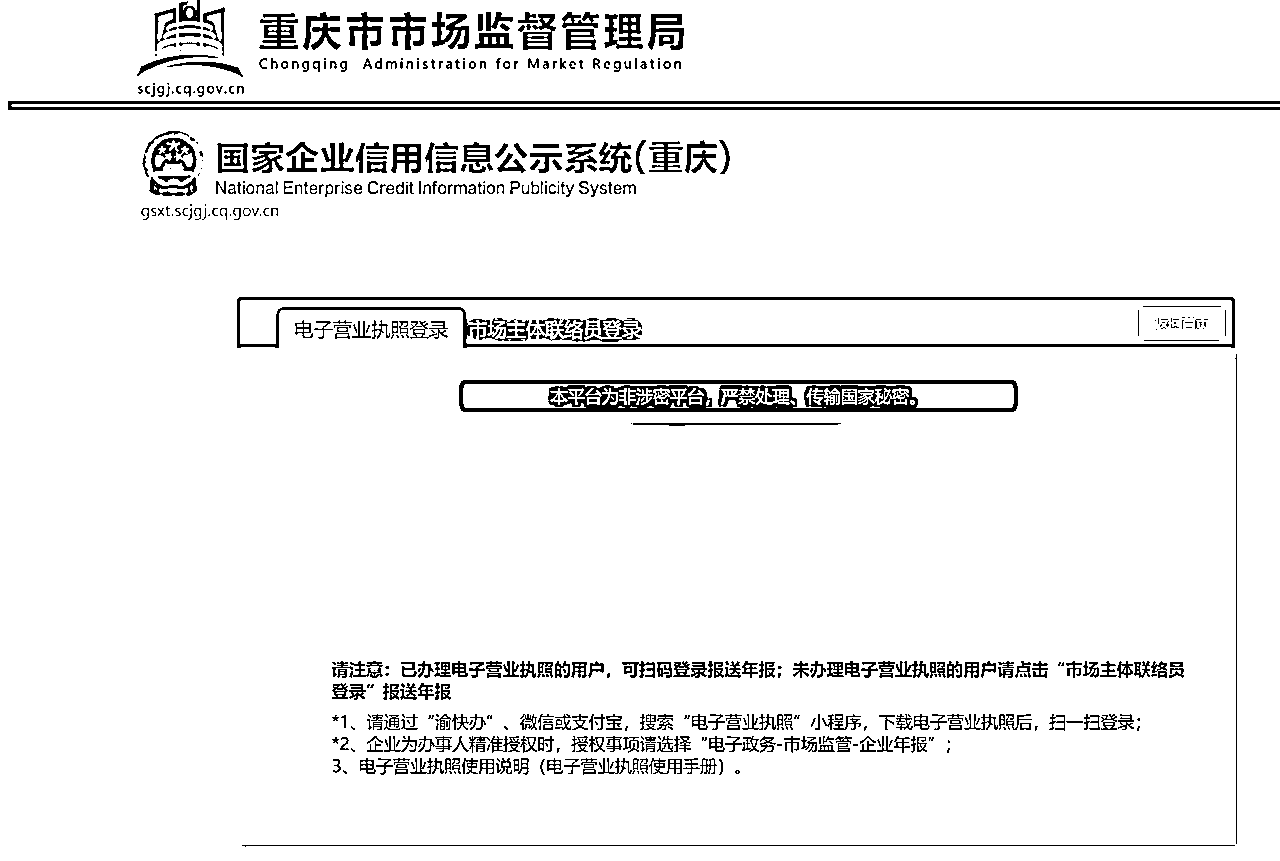 重庆市市场监督管理局
Chongqing Administration for Market Regulation
scjgj.cq.gov.cn
国家企业信用信息公示系统(重庆)
National Enterprise Credit Information Publicity System
gsxt.scjgj.cq.gov.cn
电子营业执照登录 市场主体联络员登录
本平台为非涉密平台，严禁处理、传输国家秘密。
请注意：已办理电子营业执照的用户，可扫码登录报送年报；未办理电子营业执照的用户请点击“市场主体联络员
登录”报送年报
*1、请通过“渝快办”、微信或支付宝，搜索“电子营业执照”小程序，下载电子营业执照后，扫一扫登录；
*2、企业为办事人精准授权时，授权事项请选择“电子政务-市场监管-企业年报”；
3、电子营业执照使用说明（电子营业执照使用手册）。